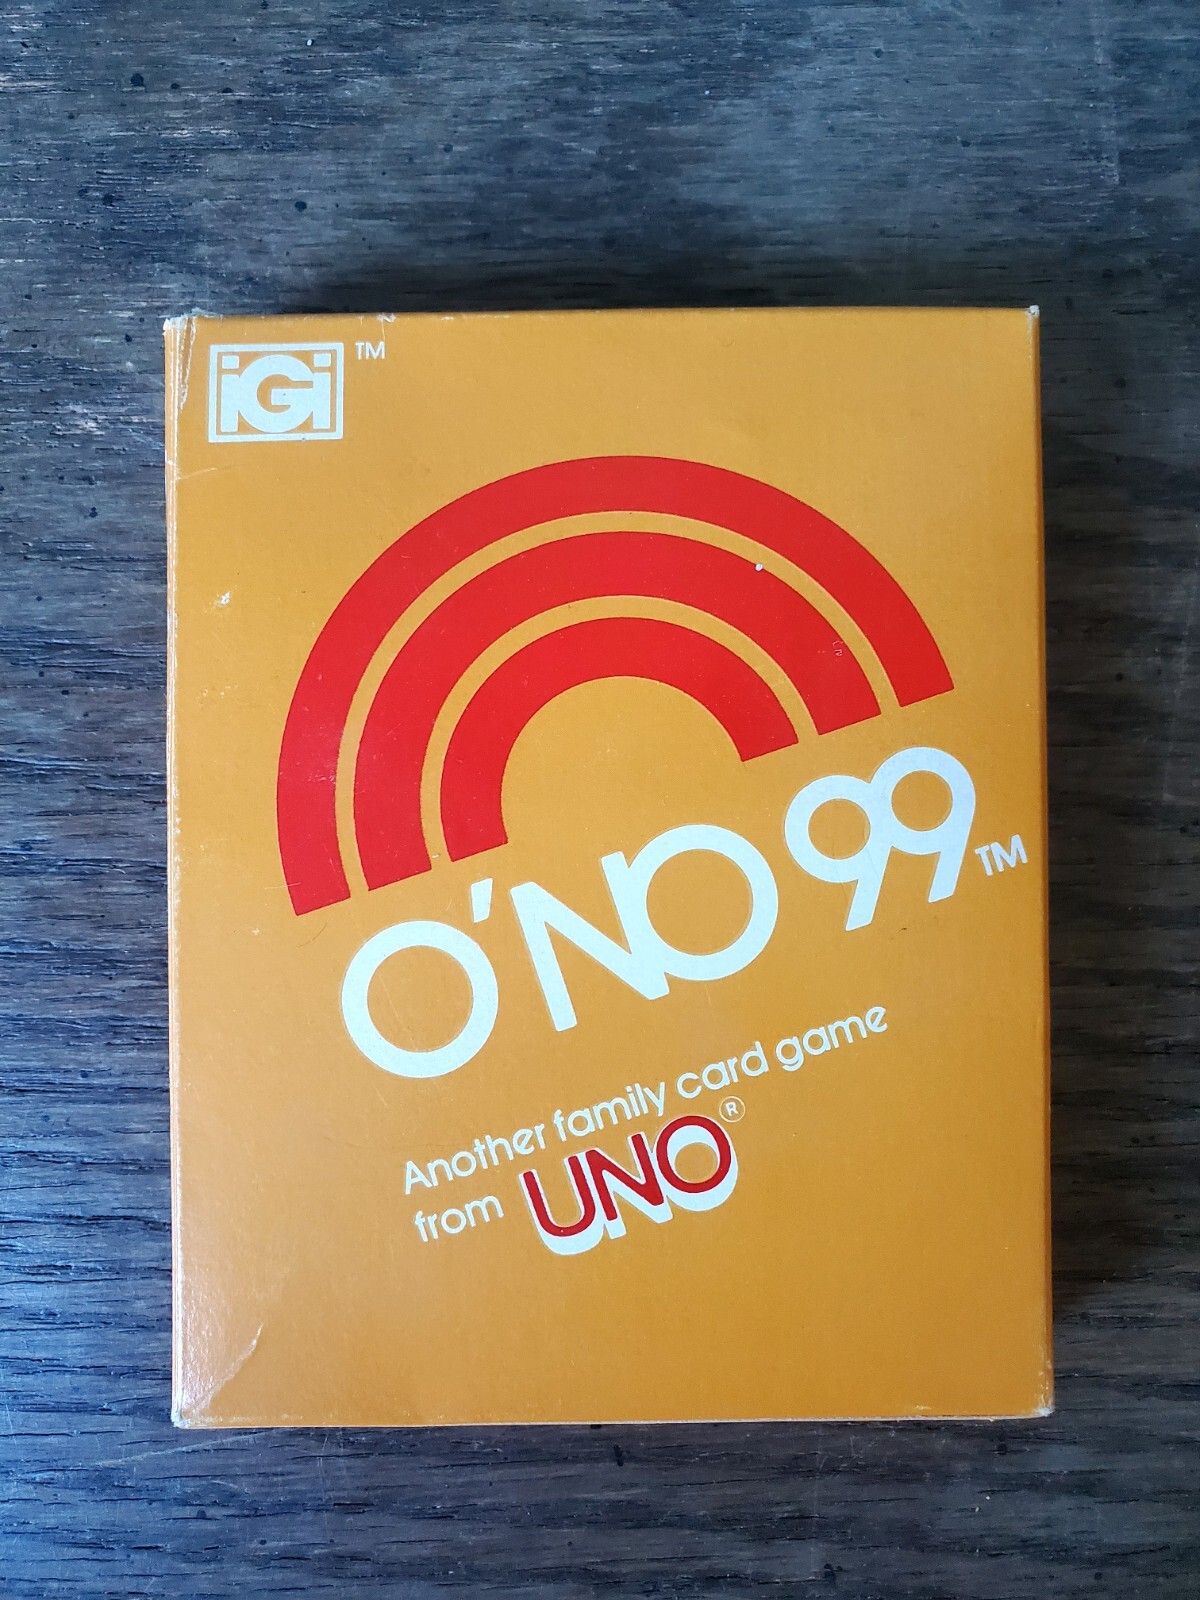 iGi TM
O'NO 99 TM
Another family card game
from UNO ®